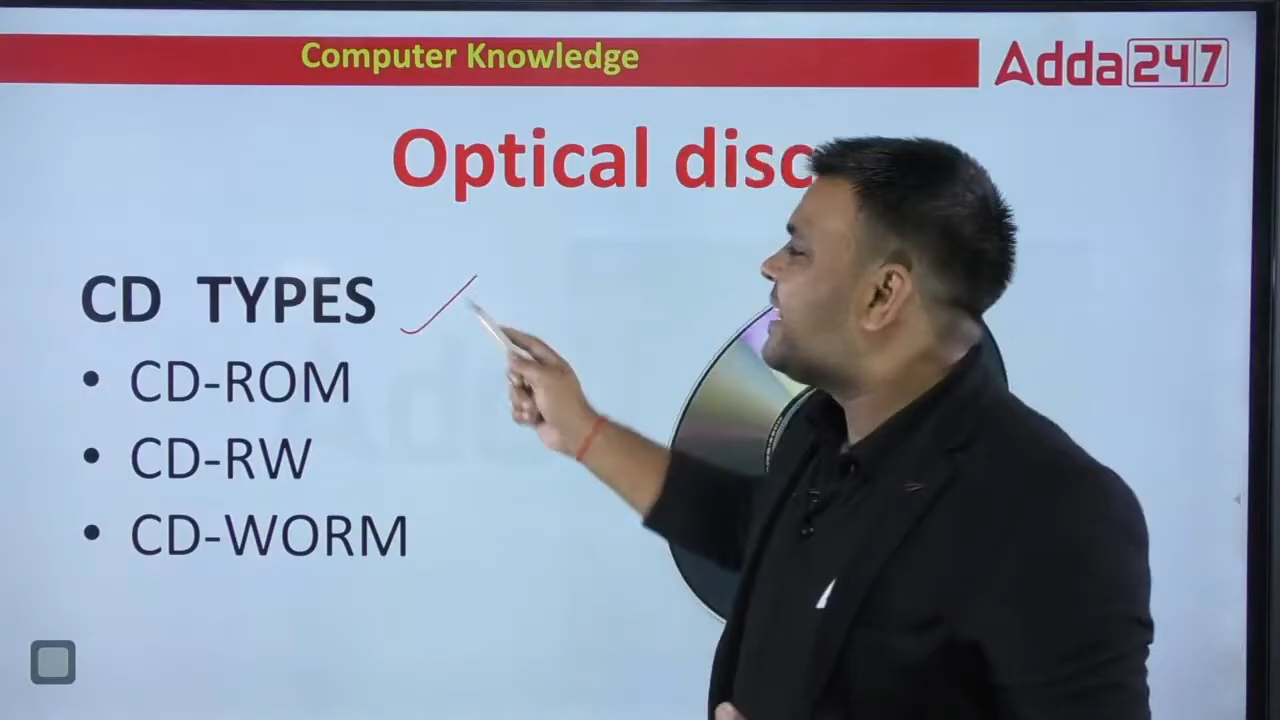 Computer Knowledge
Adda247
Optical disc
CD TYPES
• CD-ROM
• CD-RW
• CD-WORM